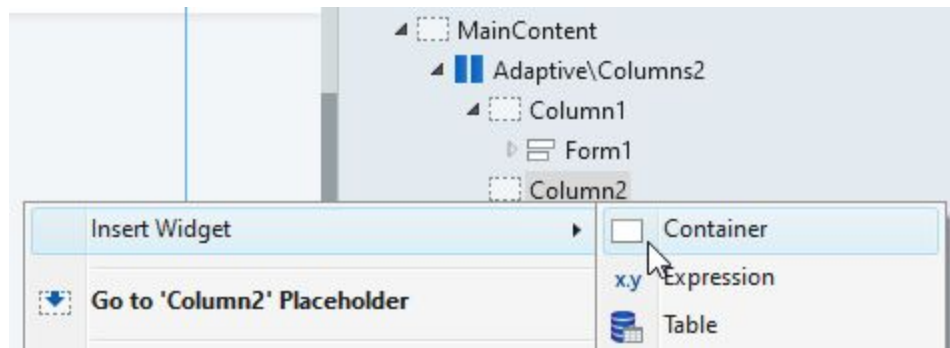 MainContent
Adaptive\Columns2
Column1
Form1
Column2
Insert Widget
Container
x.y Expression
Go to 'Column2' Placeholder
Table